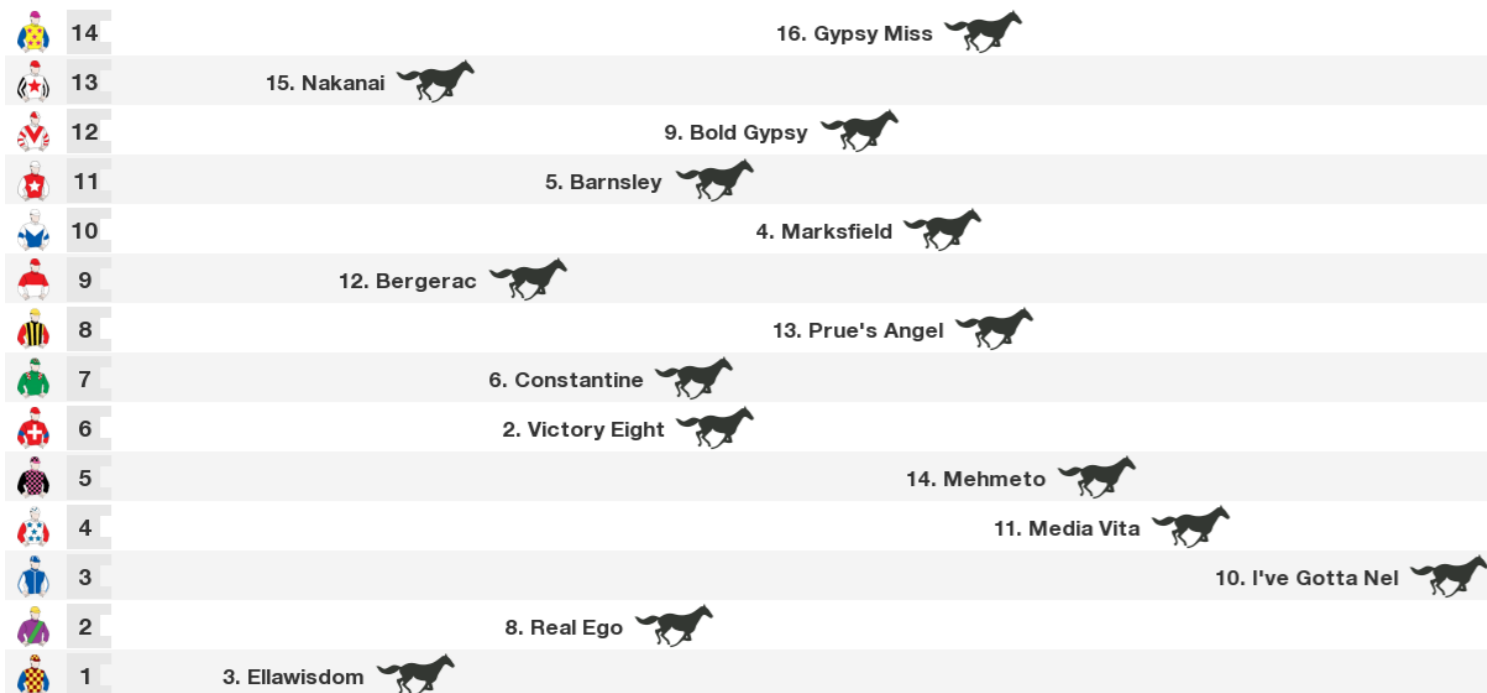 14 16. Gypsy Miss
13 15. Nakanai
12 9. Bold Gypsy
11 5. Barnsley
10 4. Marksfield
9 12. Bergerac
8 13. Prue's Angel
7 6. Constantine
6 2. Victory Eight
5 14. Mehmeto
4 11. Media Vita
3 10. I've Gotta Nel
2 8. Real Ego
1 3. Ellawisdom